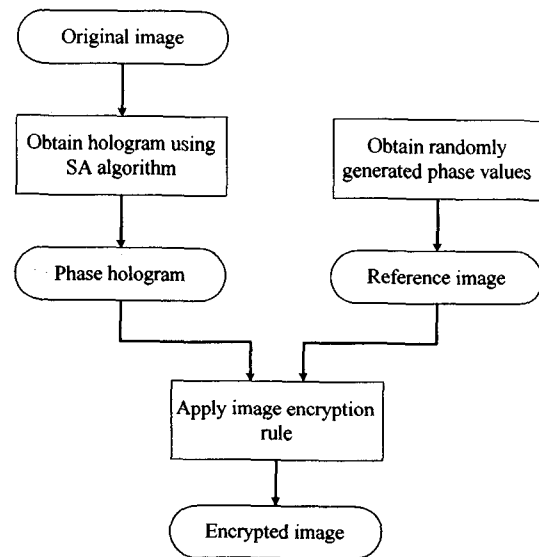 Original image
Obtain hologram using
SA algorithm
Obtain randomly
generated phase values
Phase hologram
Reference image
Apply image encryption
rule
Encrypted image